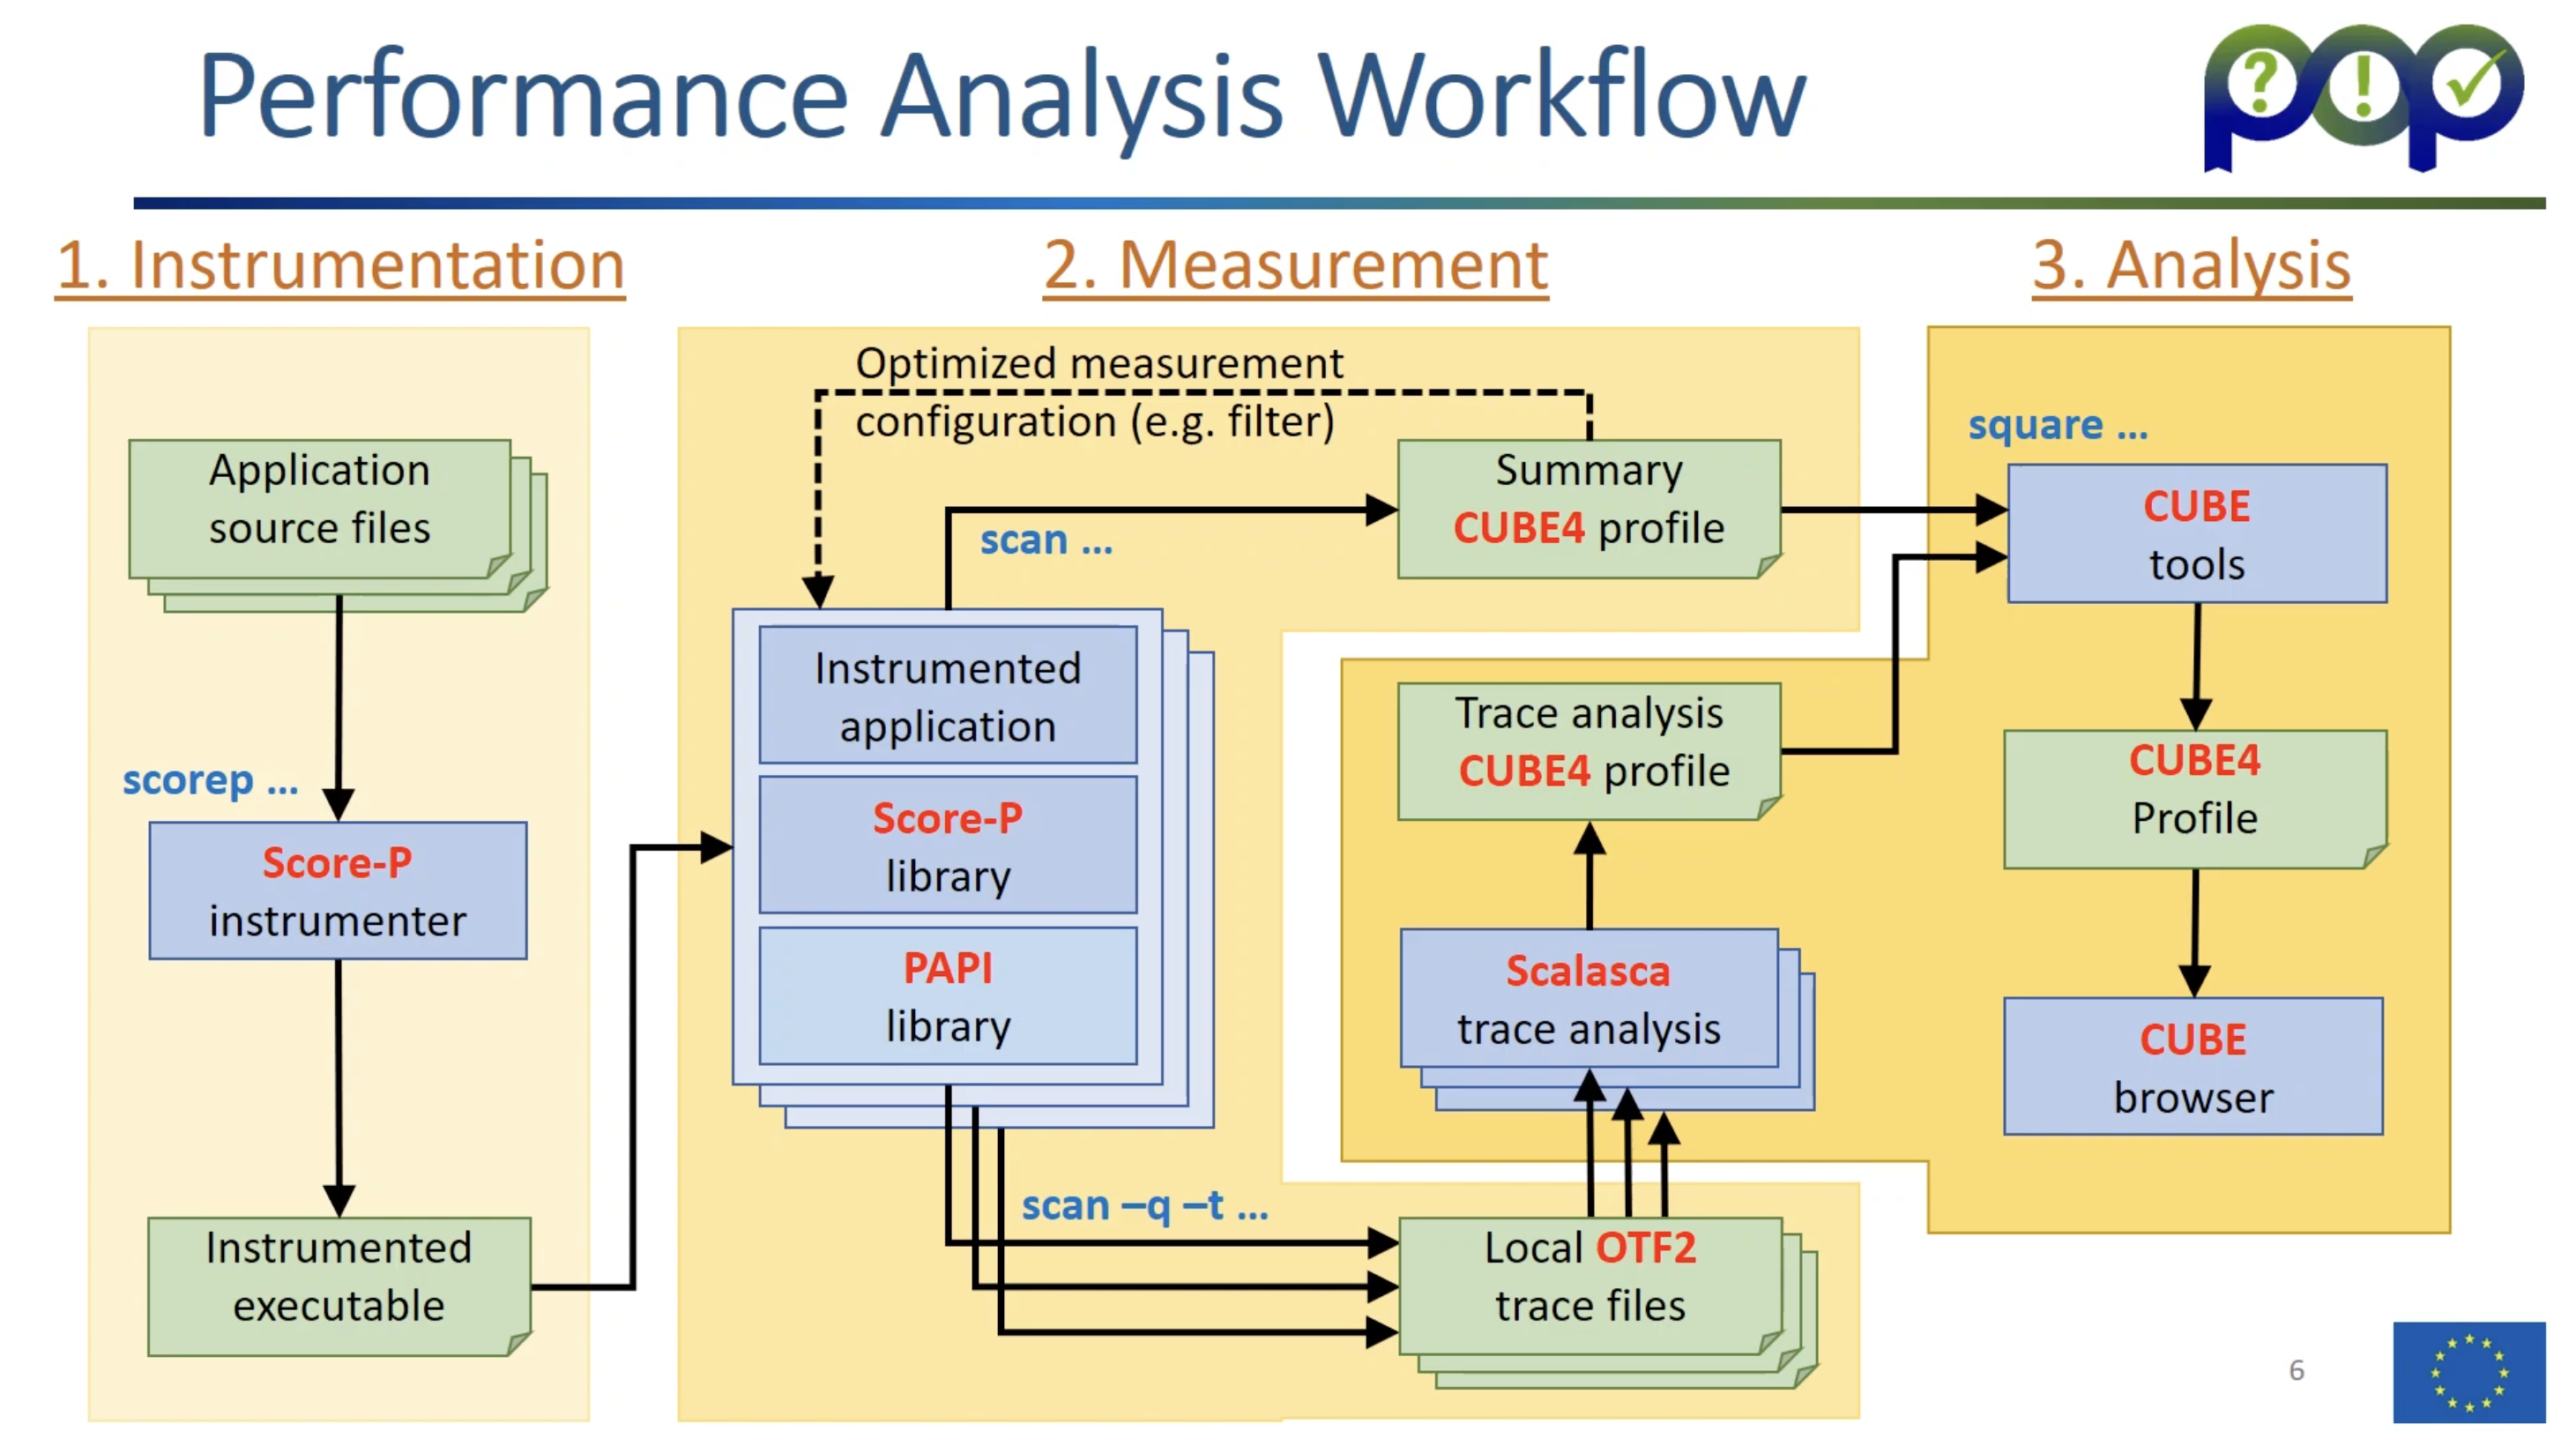 Performance Analysis Workflow
pop
? ! ✓
1. Instrumentation
2. Measurement
3. Analysis
Application
source files
scorep ...
Score-P
instrumenter
Instrumented
executable
Optimized measurement
configuration (e.g. filter)
scan ...
Instrumented
application
Score-P
library
PAPI
library
scan –q –t ...
Summary
CUBE4 profile
Trace analysis
CUBE4 profile
Scalasca
trace analysis
Local OTF2
trace files
square ...
CUBE
tools
CUBE4
Profile
CUBE
browser
6